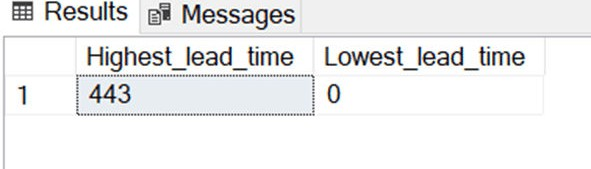 Results Messages
Highest_lead_time Lowest_lead_time
1 443 0